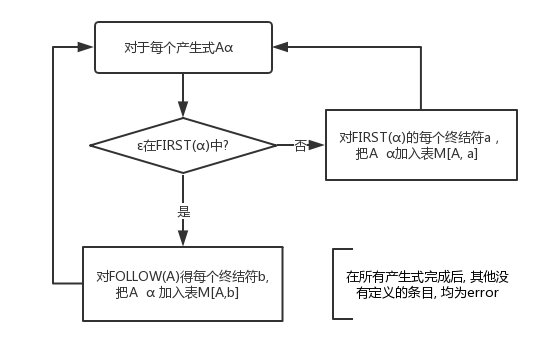 对于每个产生式Aα
ε在FIRST(α)中?
否
对FIRST(α)的每个终结符a ,
把A  α加入表M[A, a]
是
对FOLLOW(A)得每个终结符b,
把A  α 加入表M[A,b]
在所有产生式完成后, 其他没
有定义的条目, 均为error